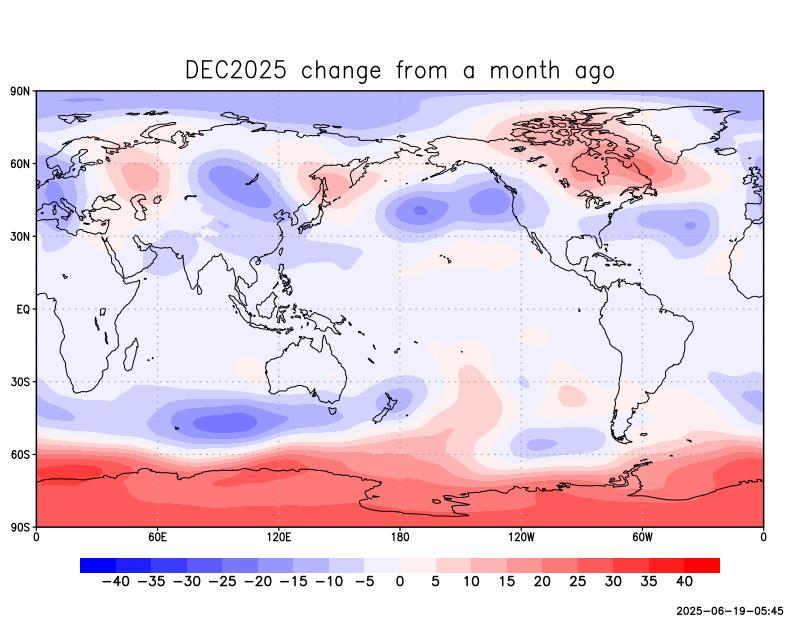 DEC2025 change from a month ago
90N
60N
30N
EQ
30S
60S
90S
0 60E 120E 180 120W 60W 0
−40 −35 −30 −25 −20 −15 −10 −5 0 5 10 15 20 25 30 35 40
2025-06-19-05:45